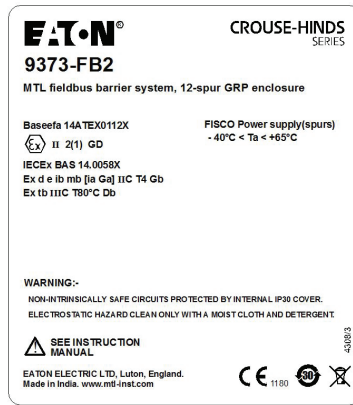 EATON®
CROUSE-HINDS
SERIES
9373-FB2
MTL fieldbus barrier system, 12-spur GRP enclosure
Baseefa 14ATEX0112X
FISCO Power supply(spurs)
Ex II 2(1) GD
- 40°C < Ta < +65°C
IECEx BAS 14.0058X
Ex d e ib mb [ia Ga] IIC T4 Gb
Ex tb IIIC T80°C Db
WARNING:-
NON-INTRINSICALLY SAFE CIRCUITS PROTECTED BY INTERNAL IP30 COVER.
ELECTROSTATIC HAZARD CLEAN ONLY WITH A MOIST CLOTH AND DETERGENT.
SEE INSTRUCTION
MANUAL
4308/3
EATON ELECTRIC LTD, Luton, England.
Made in India. www.mtl-inst.com
CE 1180
30